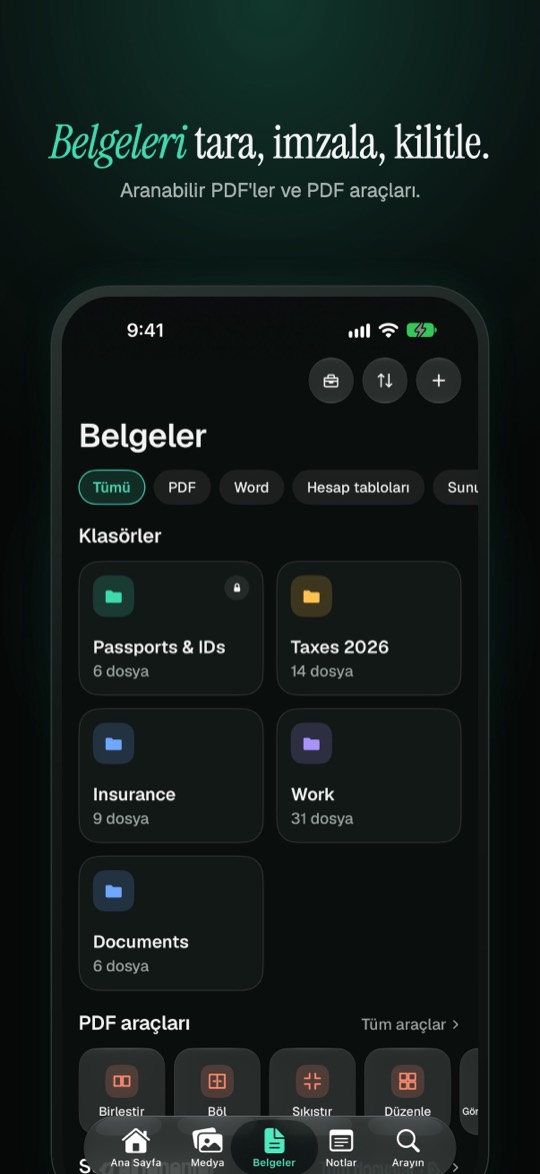 Belgeleri tara, imzala, kilitle.
Aranabilir PDF'ler ve PDF araçları.
9:41
Belgeler
Tümü PDF Word Hesap tabloları Sunu
Klasörler
Passports & IDs Taxes 2026
6 dosya 14 dosya
Insurance Work
9 dosya 31 dosya
Documents
6 dosya
PDF araçları Tüm araçlar >
Birleştir Böl Sıkıştır Düzenle Gör
Ana Sayfa Medya Belgeler Notlar Arayın